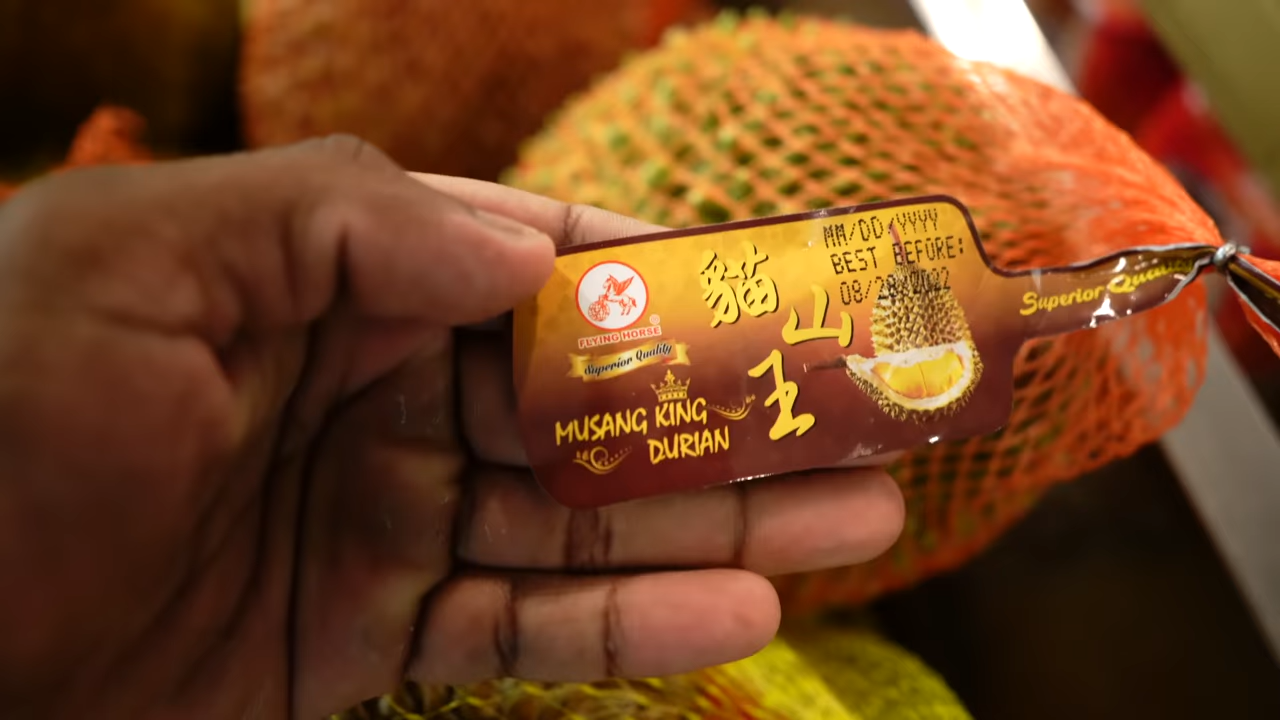 FLYING HORSE
®
Superior Quality
MUSANG KING
DURIAN
貓
山
王
MM/DD/YYYY
BEST BEFORE:
Superior Quality